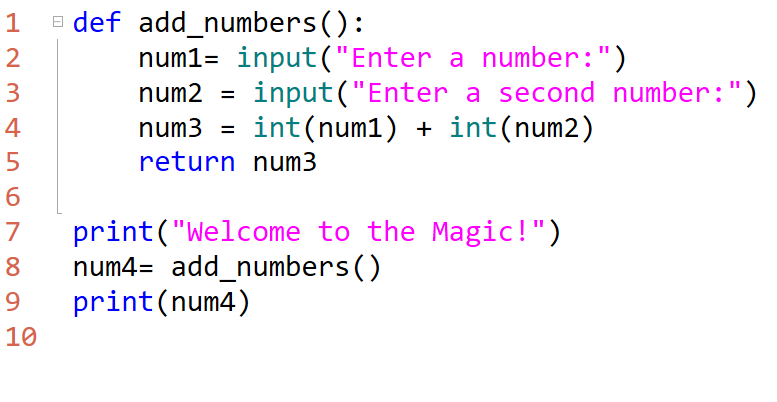 1 def add_numbers():
2     num1= input("Enter a number:")
3     num2 = input("Enter a second number:")
4     num3 = int(num1) + int(num2)
5     return num3
6
7 print("Welcome to the Magic!")
8 num4= add_numbers()
9 print(num4)
10